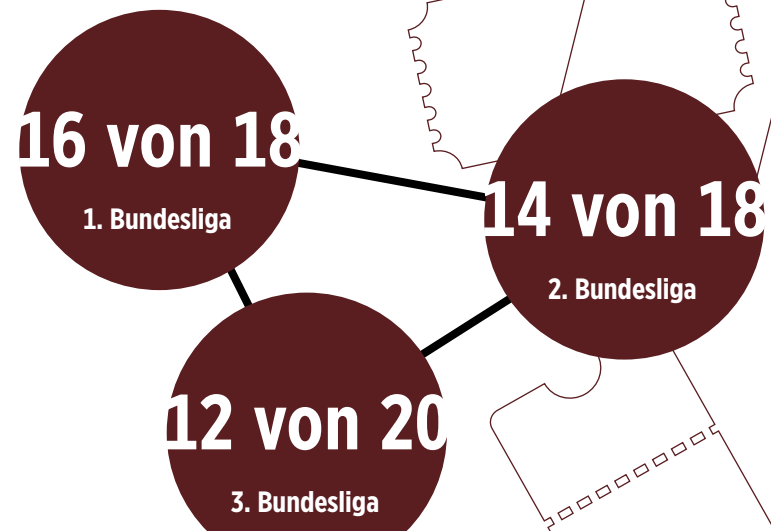 16 von 18
1. Bundesliga
14 von 18
2. Bundesliga
12 von 20
3. Bundesliga